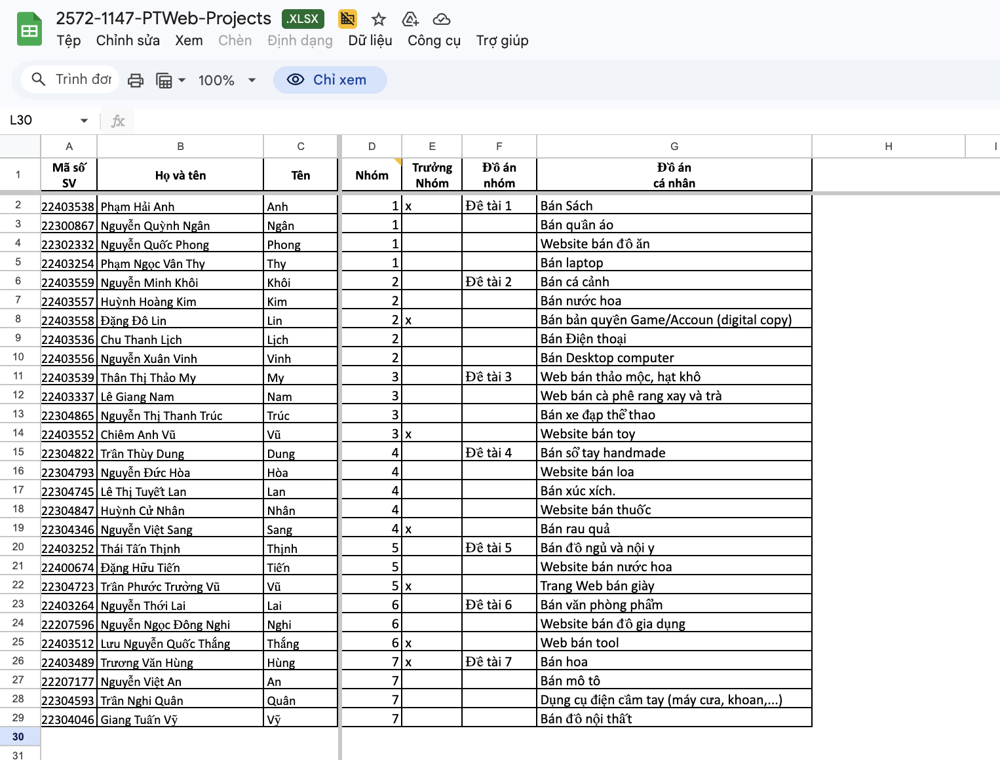 2572-1147-PTWeb-Projects .XLSX
Tệp Chỉnh sửa Xem Chèn Định dạng Dữ liệu Công cụ Trợ giúp
Trình đơn 100% Chỉ xem
L30 fx
A B C D E F G H I
1 Mã số SV Họ và tên Tên Nhóm Trưởng Nhóm Đồ án nhóm Đồ án cá nhân
2 22403538 Phạm Hải Anh Anh 1 x Đề tài 1 Bán Sách
3 22300867 Nguyễn Quỳnh Ngân Ngân 1 Bán quần áo
4 22302332 Nguyễn Quốc Phong Phong 1 Website bán đồ ăn
5 22403254 Phạm Ngọc Vân Thy Thy 1 Bán laptop
6 22403559 Nguyễn Minh Khôi Khôi 2 Đề tài 2 Bán cá cảnh
7 22403557 Huỳnh Hoàng Kim Kim 2 Bán nước hoa
8 22403558 Đặng Đô Lin Lin 2 x Bán bản quyền Game/Accoun (digital copy)
9 22403536 Chu Thanh Lịch Lịch 2 Bán Điện thoại
10 22403556 Nguyễn Xuân Vinh Vinh 2 Bán Desktop computer
11 22403539 Thân Thị Thảo My My 3 Đề tài 3 Web bán thảo mộc, hạt khô
12 22403337 Lê Giang Nam Nam 3 Web bán cà phê rang xay và trà
13 22304865 Nguyễn Thị Thanh Trúc Trúc 3 Bán xe đạp thể thao
14 22403552 Chiêm Anh Vũ Vũ 3 x Website bán toy
15 22304822 Trần Thùy Dung Dung 4 Đề tài 4 Bán sổ tay handmade
16 22304793 Nguyễn Đức Hòa Hòa 4 Website bán loa
17 22304745 Lê Thị Tuyết Lan Lan 4 Bán xúc xích.
18 22304847 Huỳnh Cử Nhân Nhân 4 Website bán thuốc
19 22304346 Nguyễn Việt Sang Sang 4 x Bán rau quả
20 22403252 Thái Tấn Thịnh Thịnh 5 Đề tài 5 Bán đồ ngủ và nội y
21 22400674 Đặng Hữu Tiến Tiến 5 Website bán nước hoa
22 22304723 Trần Phước Trường Vũ Vũ 5 x Trang Web bán giày
23 22403264 Nguyễn Thới Lai Lai 6 Đề tài 6 Bán văn phòng phẩm
24 22207596 Nguyễn Ngọc Đông Nghi Nghi 6 Website bán đồ gia dụng
25 22403512 Lưu Nguyễn Quốc Thắng Thắng 6 x Web bán tool
26 22403489 Trương Văn Hùng Hùng 7 x Đề tài 7 Bán hoa
27 22207177 Nguyễn Việt An An 7 Bán mô tô
28 22304593 Trần Nghi Quân Quân 7 Dụng cụ điện cầm tay (máy cưa, khoan,...)
29 22304046 Giang Tuấn Vỹ Vỹ 7 Bán đồ nội thất
30
31